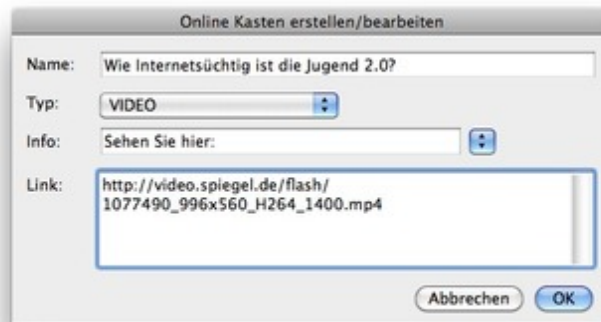 Online Kasten erstellen/bearbeiten
Name: Wie Internetsüchtig ist die Jugend 2.0?
Typ: VIDEO
Info: Sehen Sie hier:
Link: http://video.spiegel.de/flash/
1077490_996x560_H264_1400.mp4
Abbrechen OK